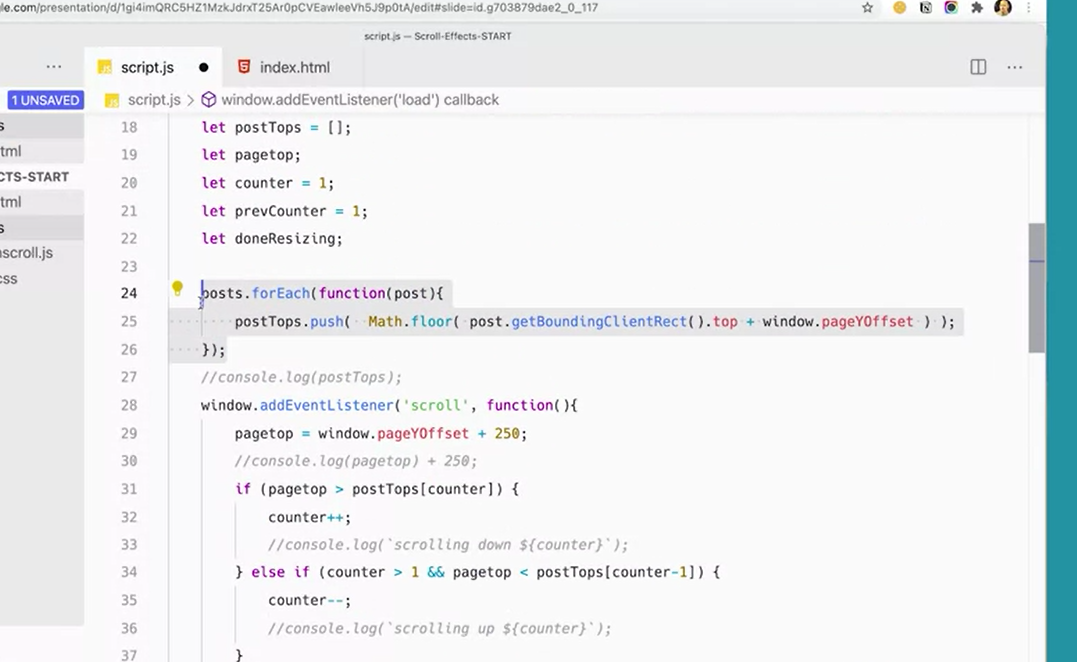 gle.com/presentation/d/1gi4imQRC5HZ1MzkJdrxT25Ar0pCVEawleeVh5J9p0tA/edit#slide=id.g703879dae2_0_117
script.js — Scroll-Effects-START
··· script.js ● index.html ···
1 UNSAVED script.js > window.addEventListener('load') callback
s
tml
CTS-START
tml
s
nscroll.js
css
18 let postTops = [];
19 let pagetop;
20 let counter = 1;
21 let prevCounter = 1;
22 let doneResizing;
23
24 posts.forEach(function(post){
25 postTops.push( Math.floor( post.getBoundingClientRect().top + window.pageYOffset ) );
26 });
27 //console.log(postTops);
28 window.addEventListener('scroll', function(){
29 pagetop = window.pageYOffset + 250;
30 //console.log(pagetop) + 250;
31 if (pagetop > postTops[counter]) {
32 counter++;
33 //console.log(`scrolling down ${counter}`);
34 } else if (counter > 1 && pagetop < postTops[counter-1]) {
35 counter--;
36 //console.log(`scrolling up ${counter}`);
37 }